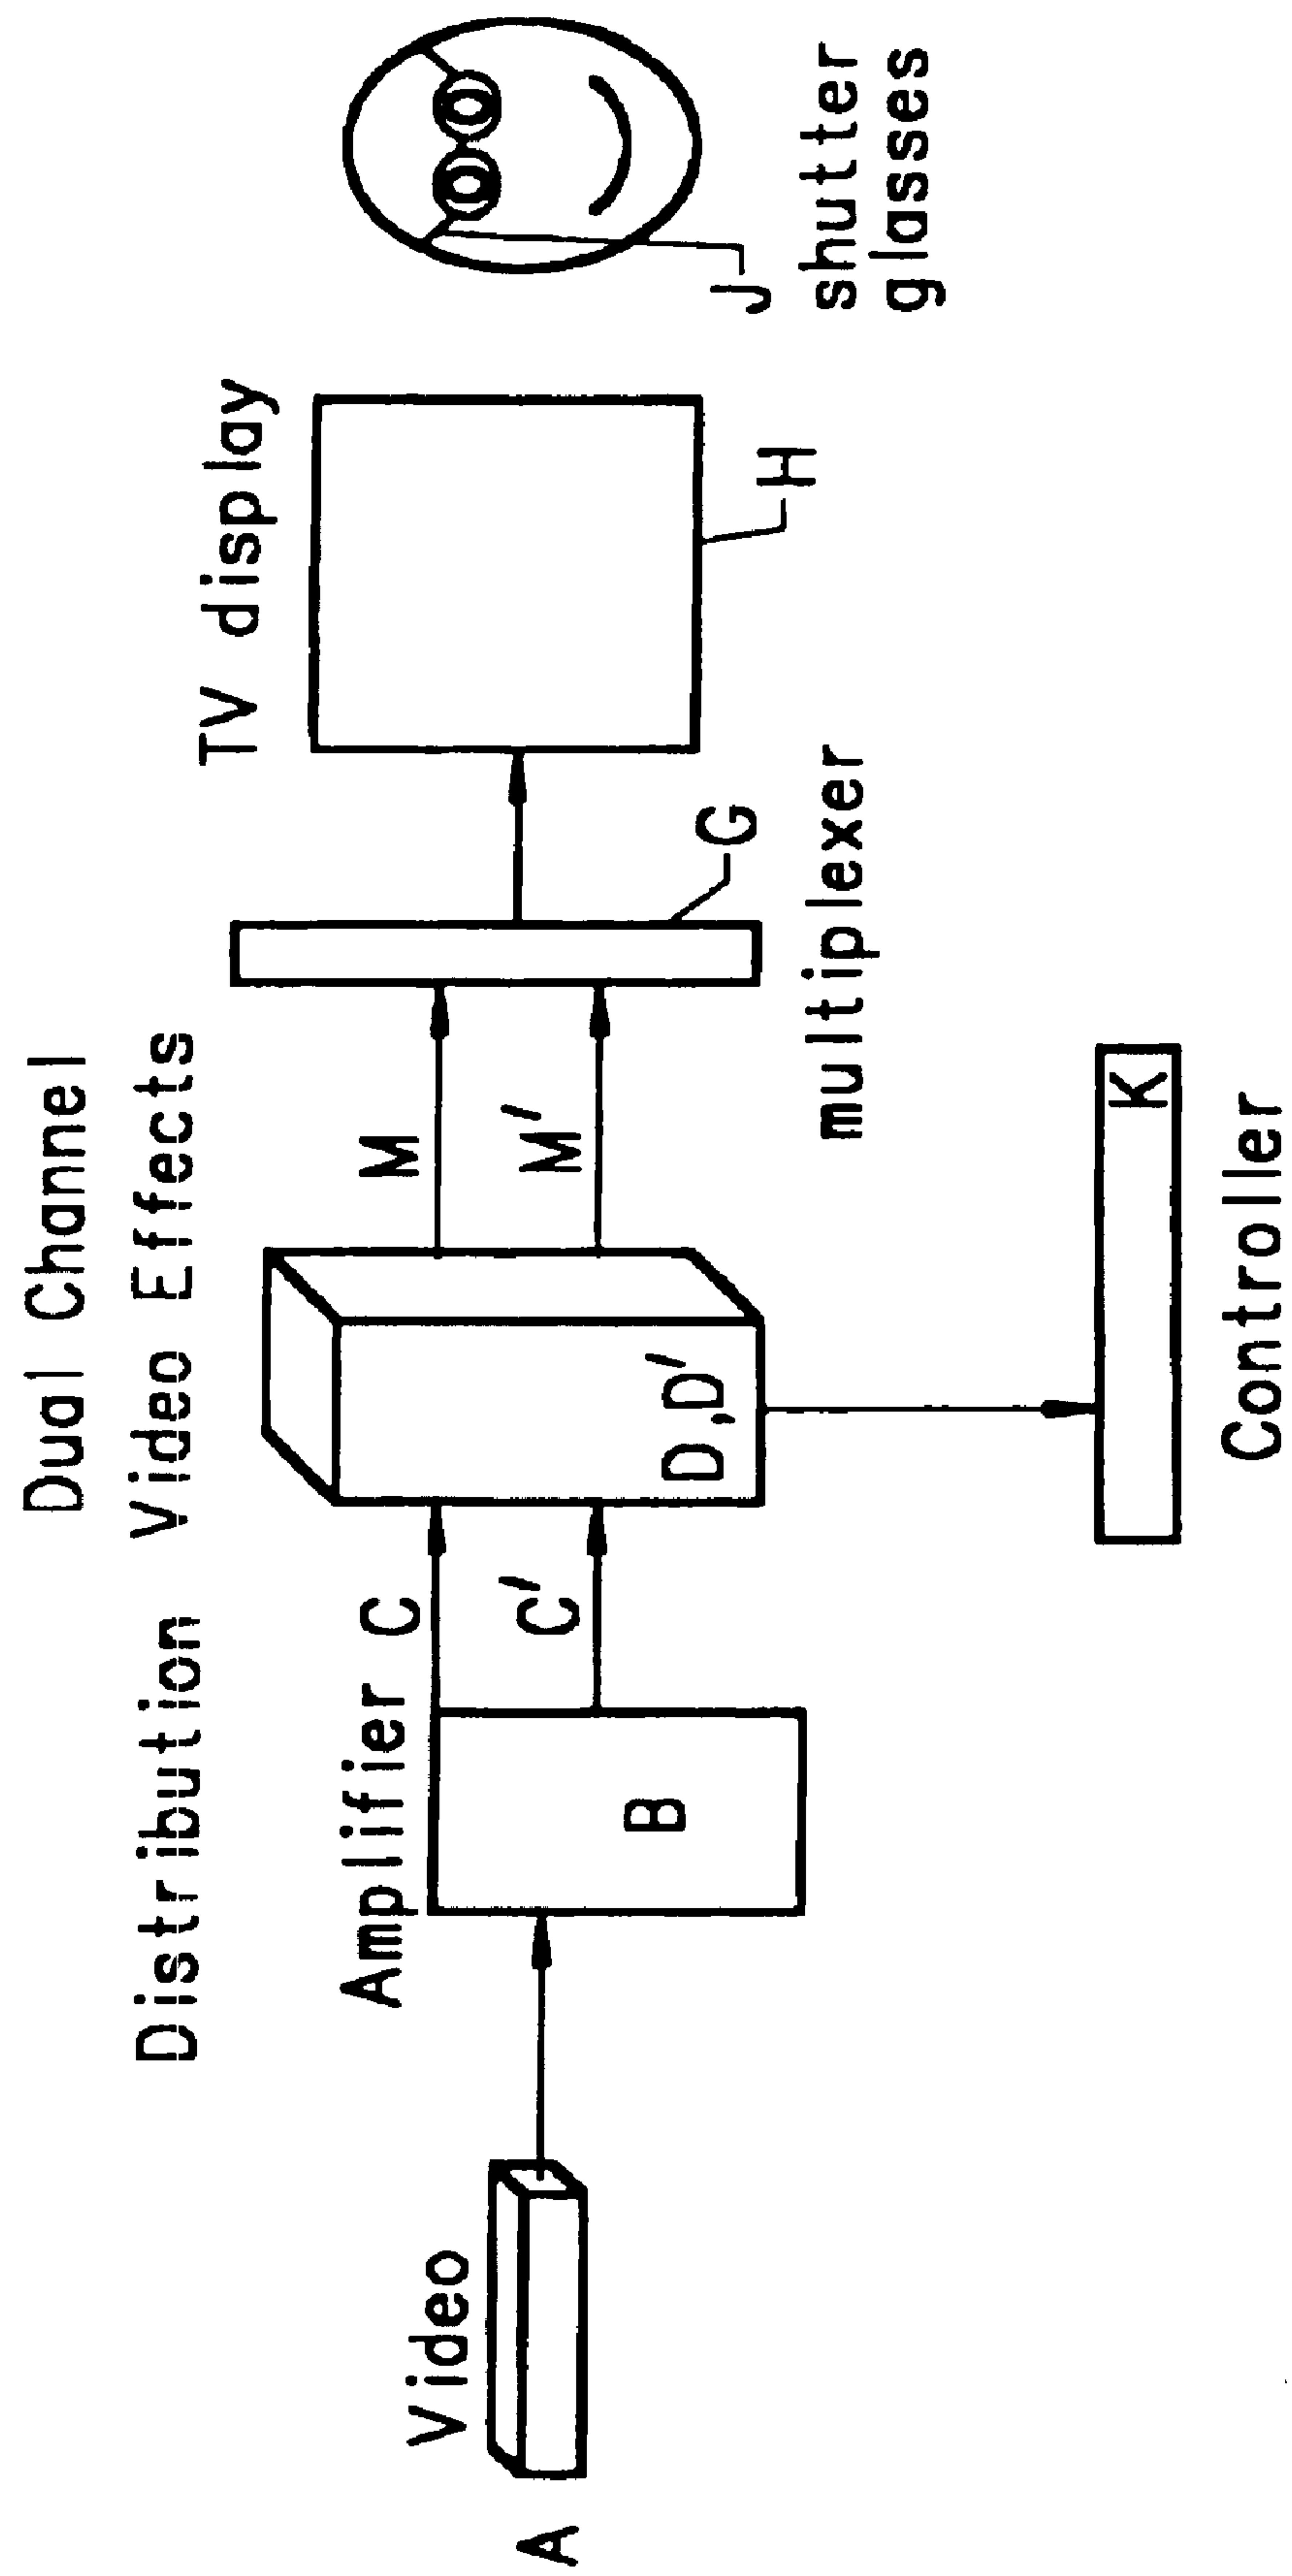 Dual Channel
Distribution Video Effects
TV display
Amplifier C
M
Video
C'
M'
A
B
D,D'
G
J
H
multiplexer
shutter
glasses
K
Controller